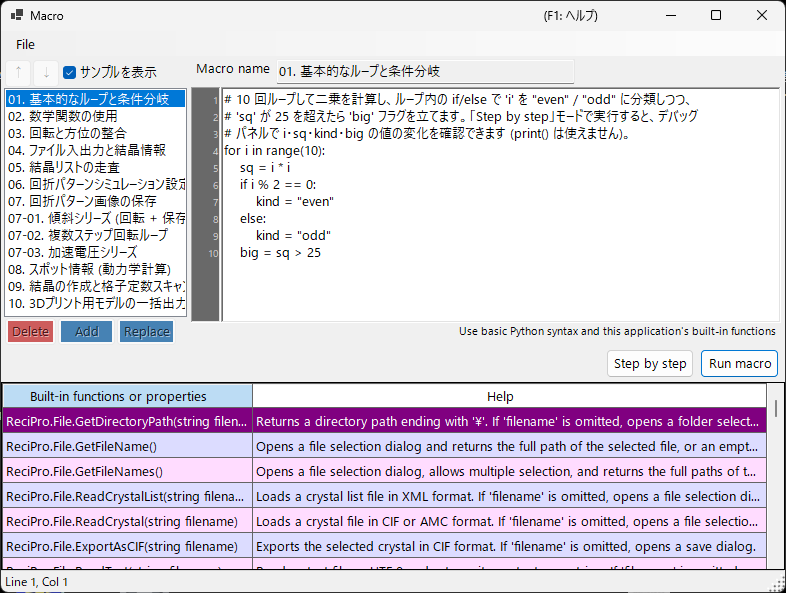 Macro
(F1: ヘルプ)
File
↑ ↓ サンプルを表示
Macro name 01. 基本的なループと条件分岐
01. 基本的なループと条件分岐
02. 数学関数の使用
03. 回転と方位の整合
04. ファイル入出力と結晶情報
05. 結晶リストの走査
06. 回折パターンシミュレーション設定
07. 回折パターン画像の保存
07-01. 傾斜シリーズ (回転 + 保存
07-02. 複数ステップ回転ループ
07-03. 加速電圧シリーズ
08. スポット情報 (動力学計算)
09. 結晶の作成と格子定数スキャン
10. 3Dプリント用モデルの一括出力
1 # 10 回ループして二乗を計算し、ループ内の if/else で 'i' を "even" / "odd" に分類しつつ、
2 # 'sq' が 25 を超えたら 'big' フラグを立てます。「Step by step」モードで実行すると、デバッグ
3 # パネルで i・sq・kind・big の値の変化を確認できます (print() は使えません)。
4 for i in range(10):
5 sq = i * i
6 if i % 2 == 0:
7 kind = "even"
8 else:
9 kind = "odd"
10 big = sq > 25
Delete Add Replace
Use basic Python syntax and this application's built-in functions
Step by step Run macro
Built-in functions or properties Help
ReciPro.File.GetDirectoryPath(string filen... Returns a directory path ending with '¥'. If 'filename' is omitted, opens a folder select...
ReciPro.File.GetFileName() Opens a file selection dialog and returns the full path of the selected file, or an empt...
ReciPro.File.GetFileNames() Opens a file selection dialog, allows multiple selection, and returns the full paths of t...
ReciPro.File.ReadCrystalList(string filena... Loads a crystal list file in XML format. If 'filename' is omitted, opens a file selection di...
ReciPro.File.ReadCrystal(string filename) Loads a crystal file in CIF or AMC format. If 'filename' is omitted, opens a file selectio...
ReciPro.File.ExportAsCIF(string filename) Exports the selected crystal in CIF format. If 'filename' is omitted, opens a save dialog.
Line 1, Col 1